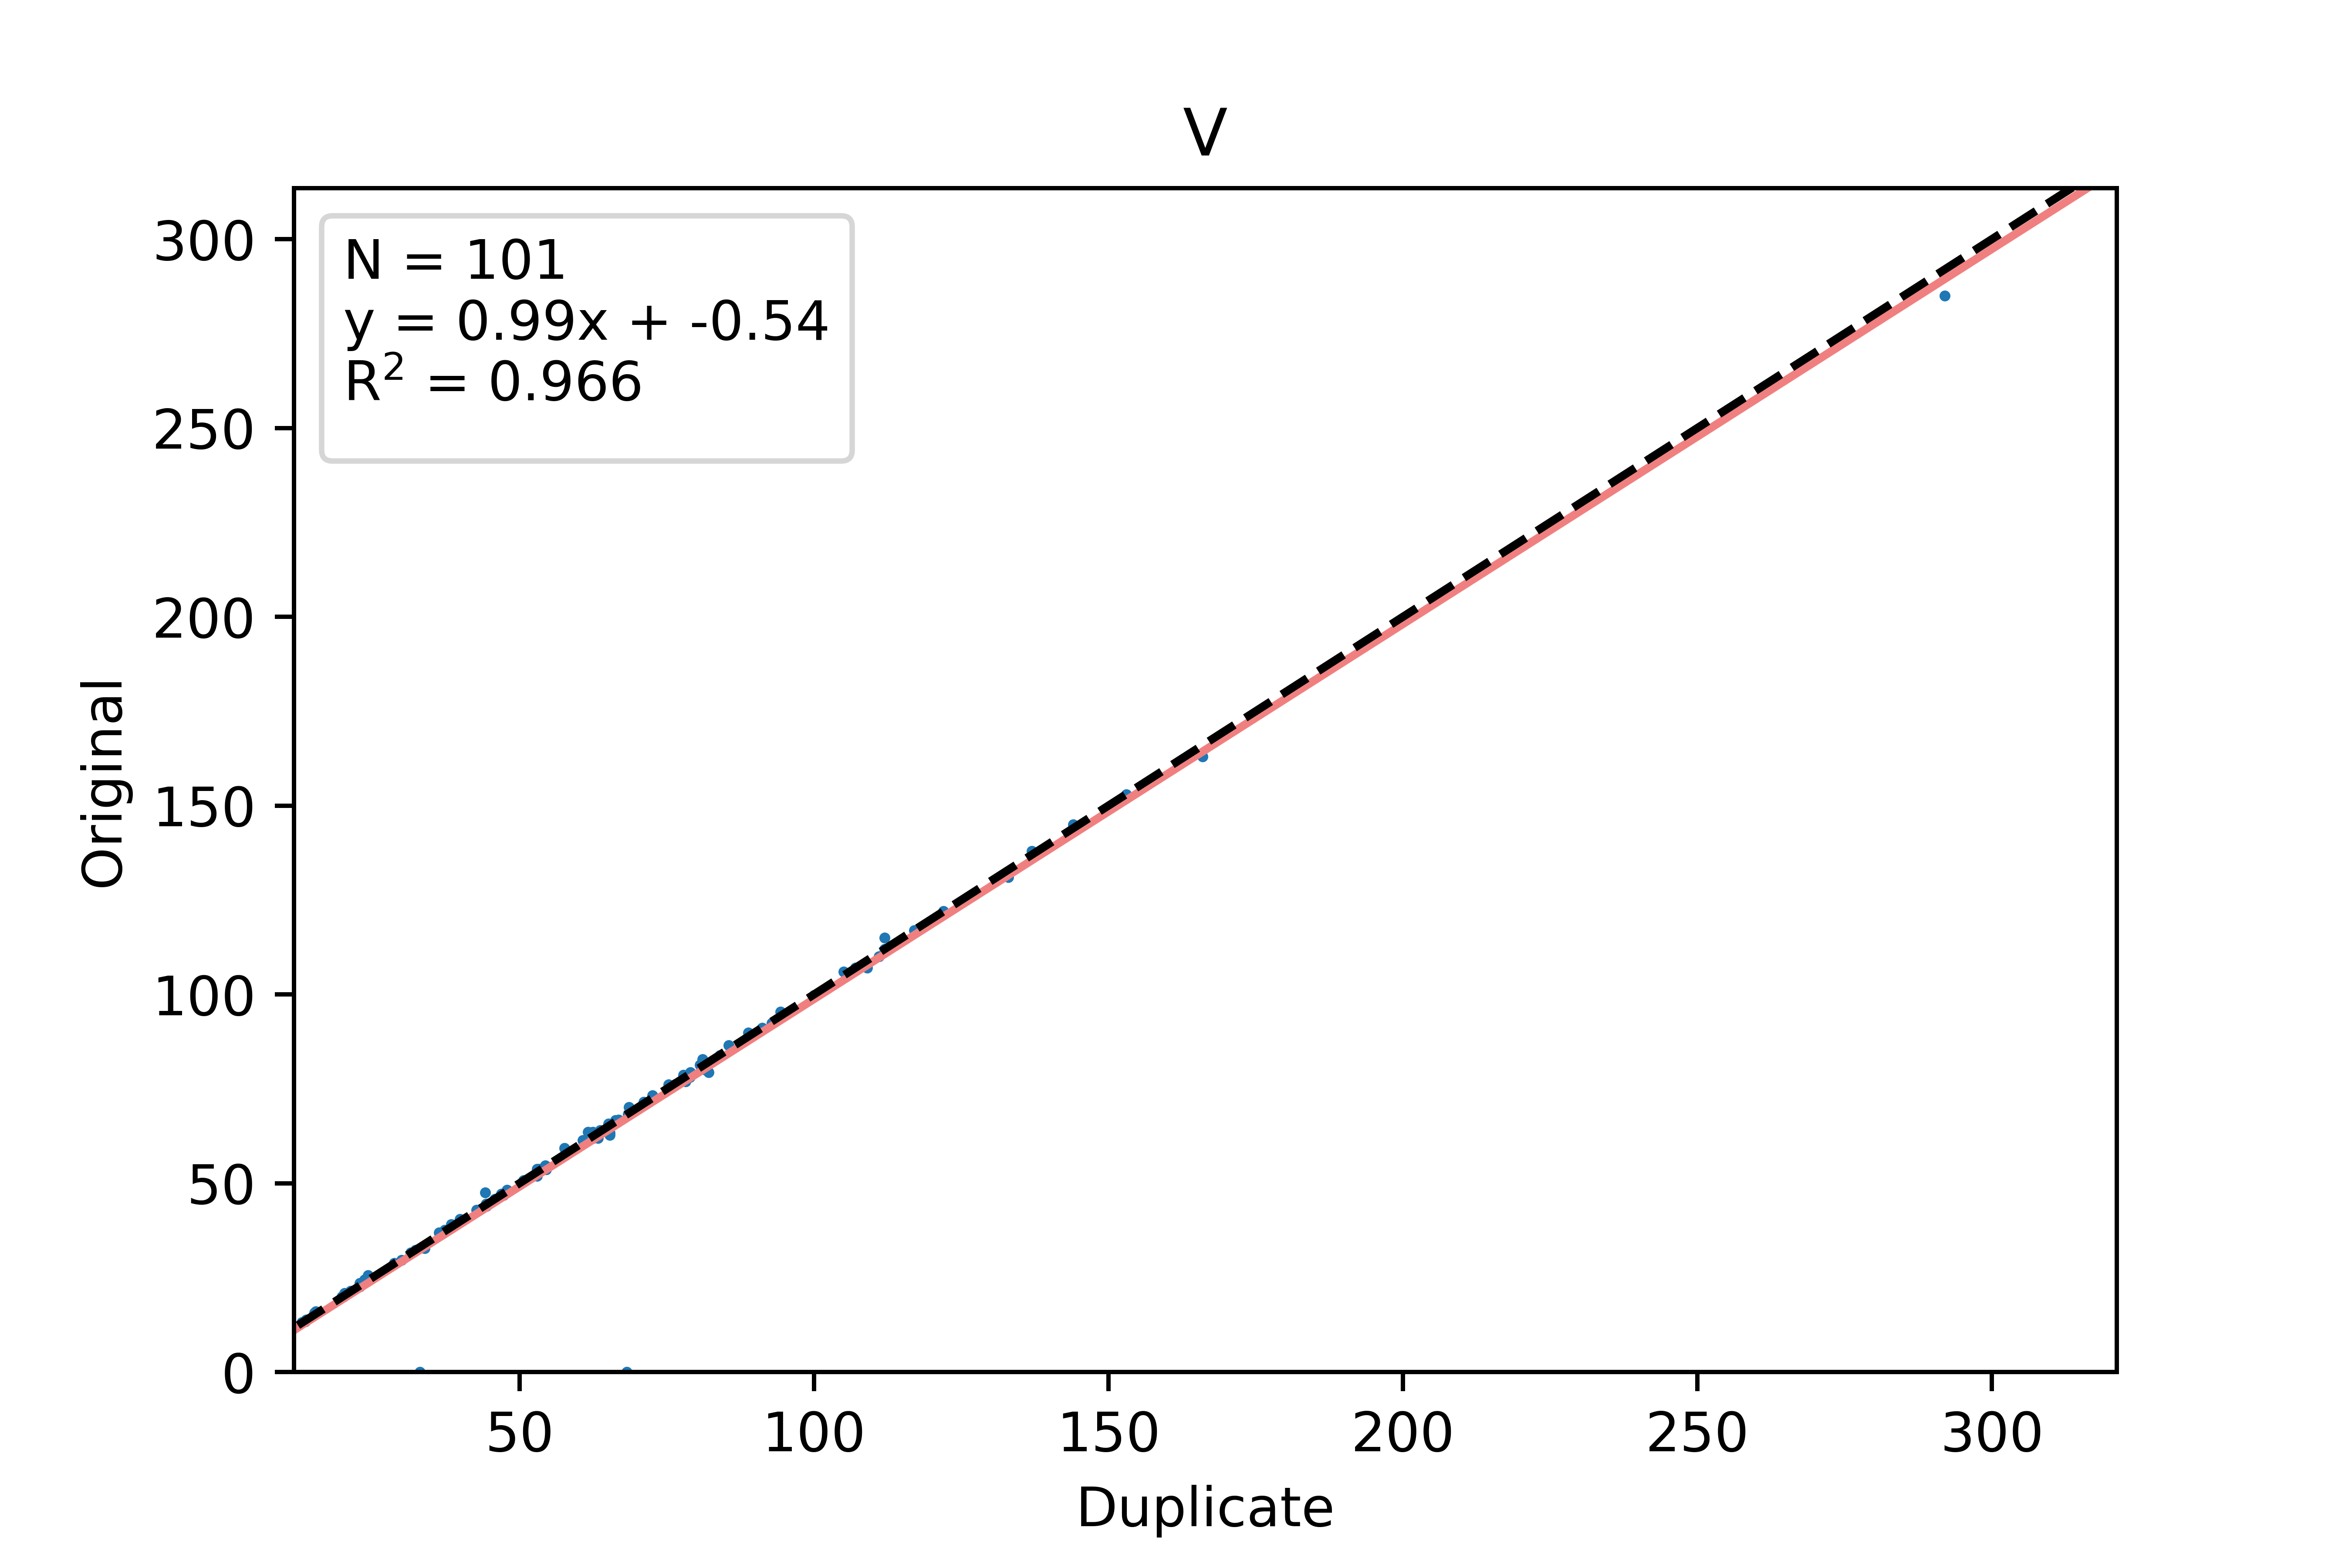 V
N = 101
y = 0.99x + -0.54
R² = 0.966
300
250
200
150
100
50
0
Original
50 100 150 200 250 300
Duplicate